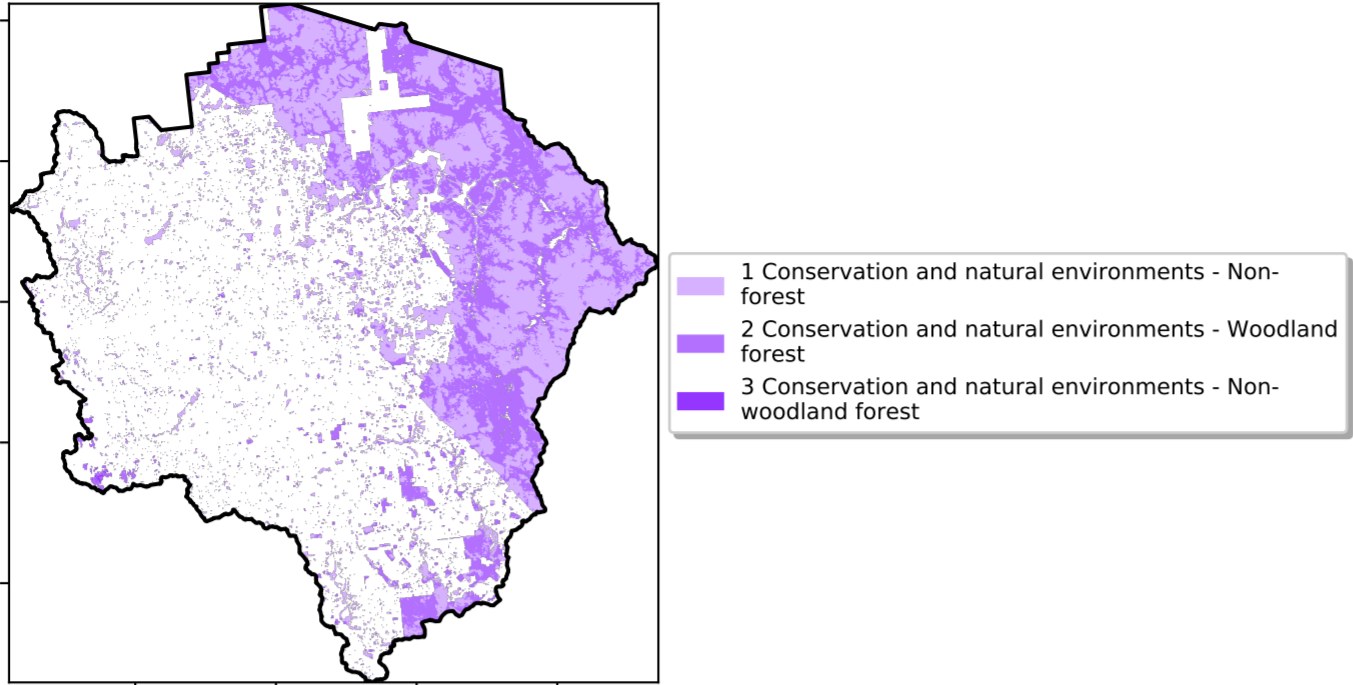 1 Conservation and natural environments - Non-
forest
2 Conservation and natural environments - Woodland
forest
3 Conservation and natural environments - Non-
woodland forest